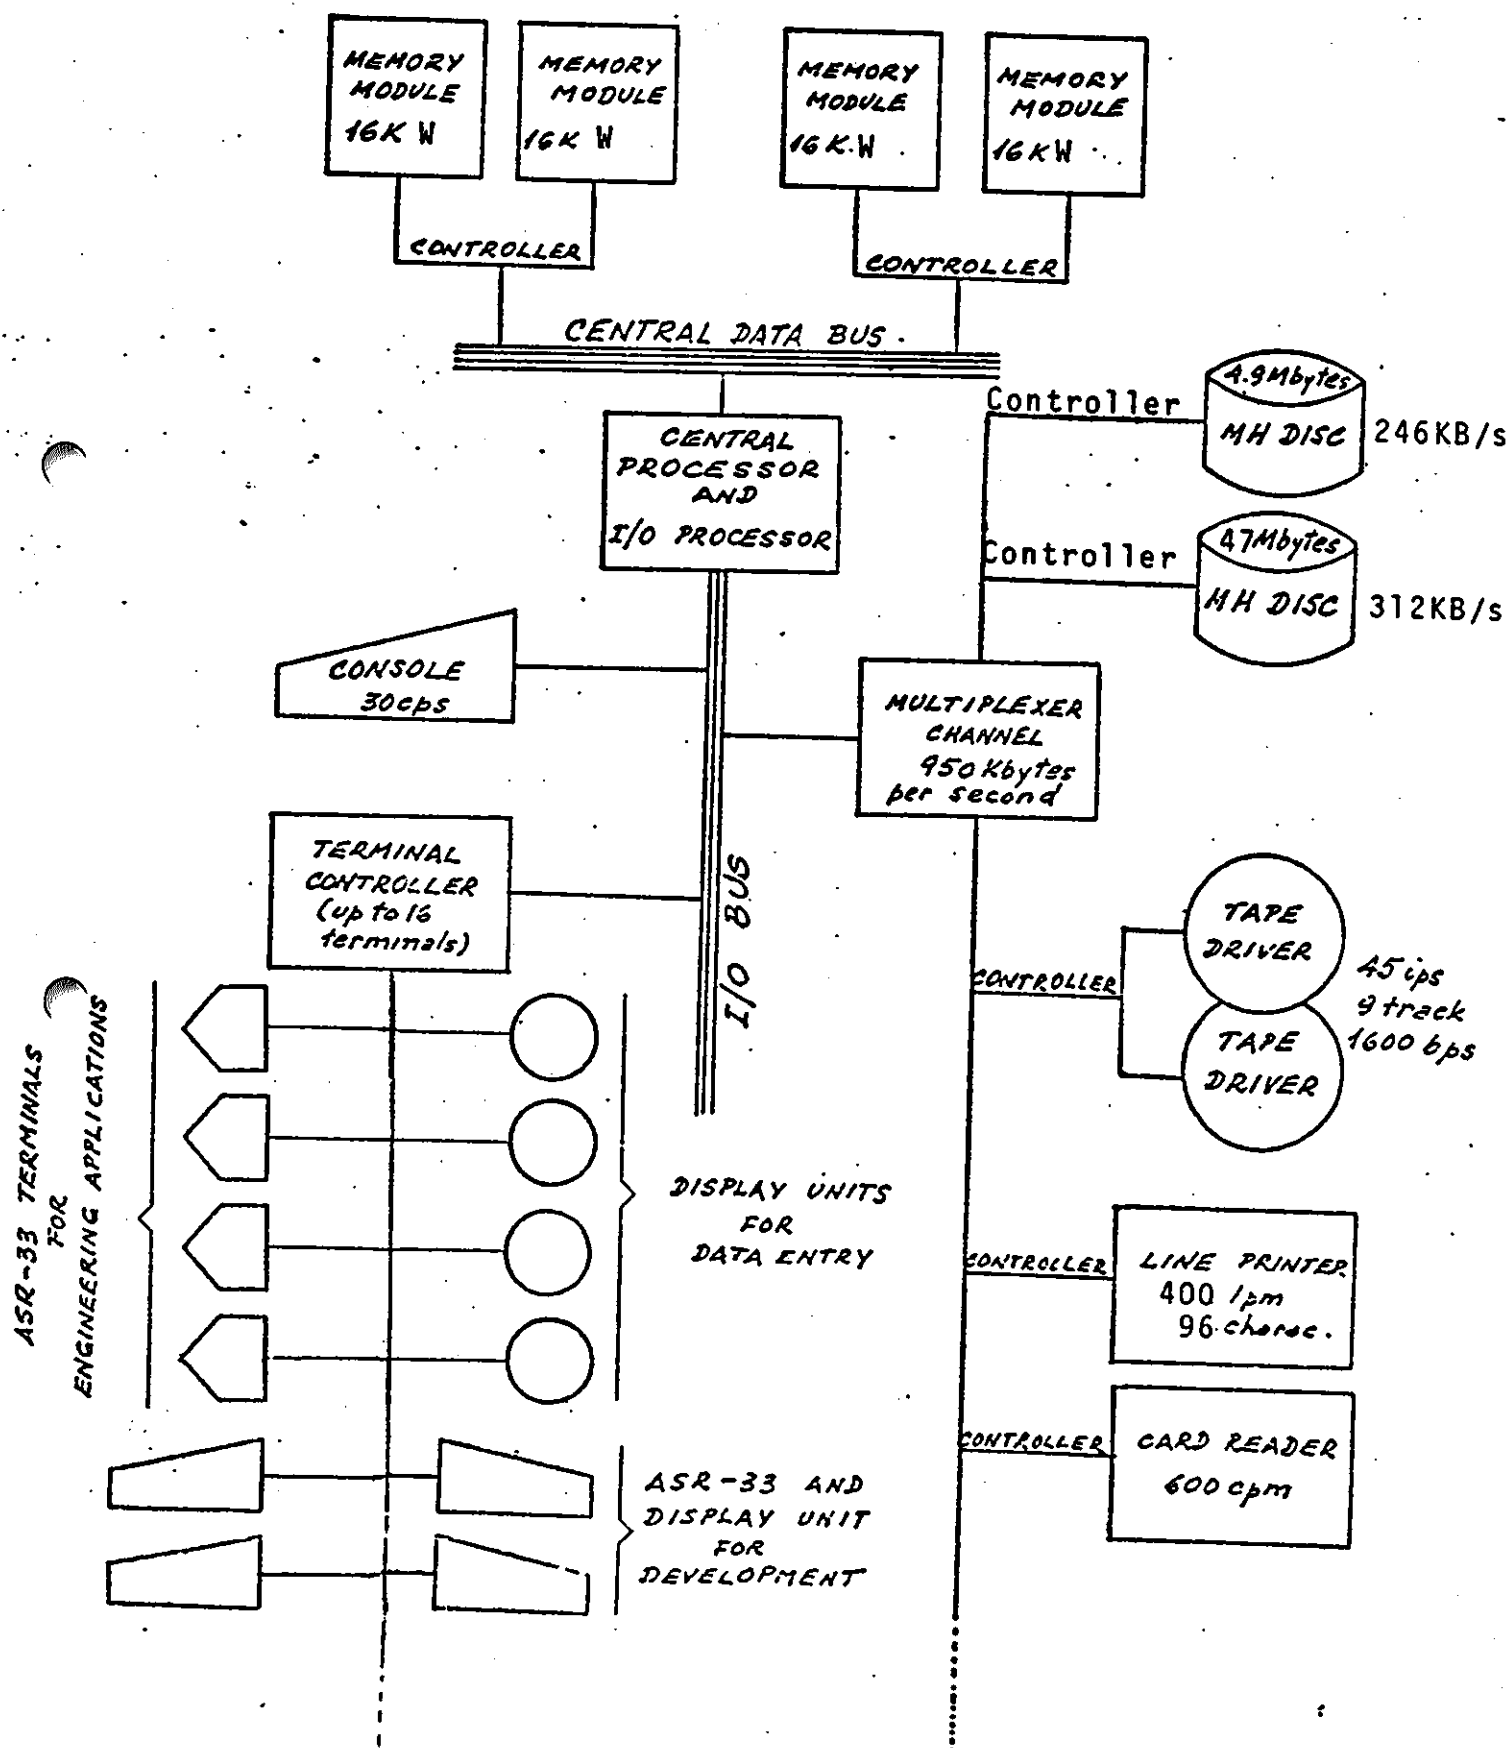 MEMORY
MODULE
16K W
MEMORY
MODULE
16K W
MEMORY
MODULE
16K.W
MEMORY
MODULE
16KW
CONTROLLER
CONTROLLER
CENTRAL DATA BUS.
CENTRAL
PROCESSOR
AND
I/O PROCESSOR
Controller
4.9Mbytes
MH DISC
246KB/s
Controller
47Mbytes
MH DISC
312KB/s
CONSOLE
30cps
MULTIPLEXER
CHANNEL
950 Kbytes
per second
TERMINAL
CONTROLLER
(up to 16
terminals)
I/O BUS
CONTROLLER
TAPE
DRIVER
TAPE
DRIVER
45 ips
9 track
1600 bps
ASR-33 TERMINALS
FOR
ENGINEERING APPLICATIONS
DISPLAY UNITS
FOR
DATA ENTRY
CONTROLLER
LINE PRINTER
400 lpm
96.charac.
CONTROLLER
CARD READER
600 cpm
ASR-33 AND
DISPLAY UNIT
FOR
DEVELOPMENT